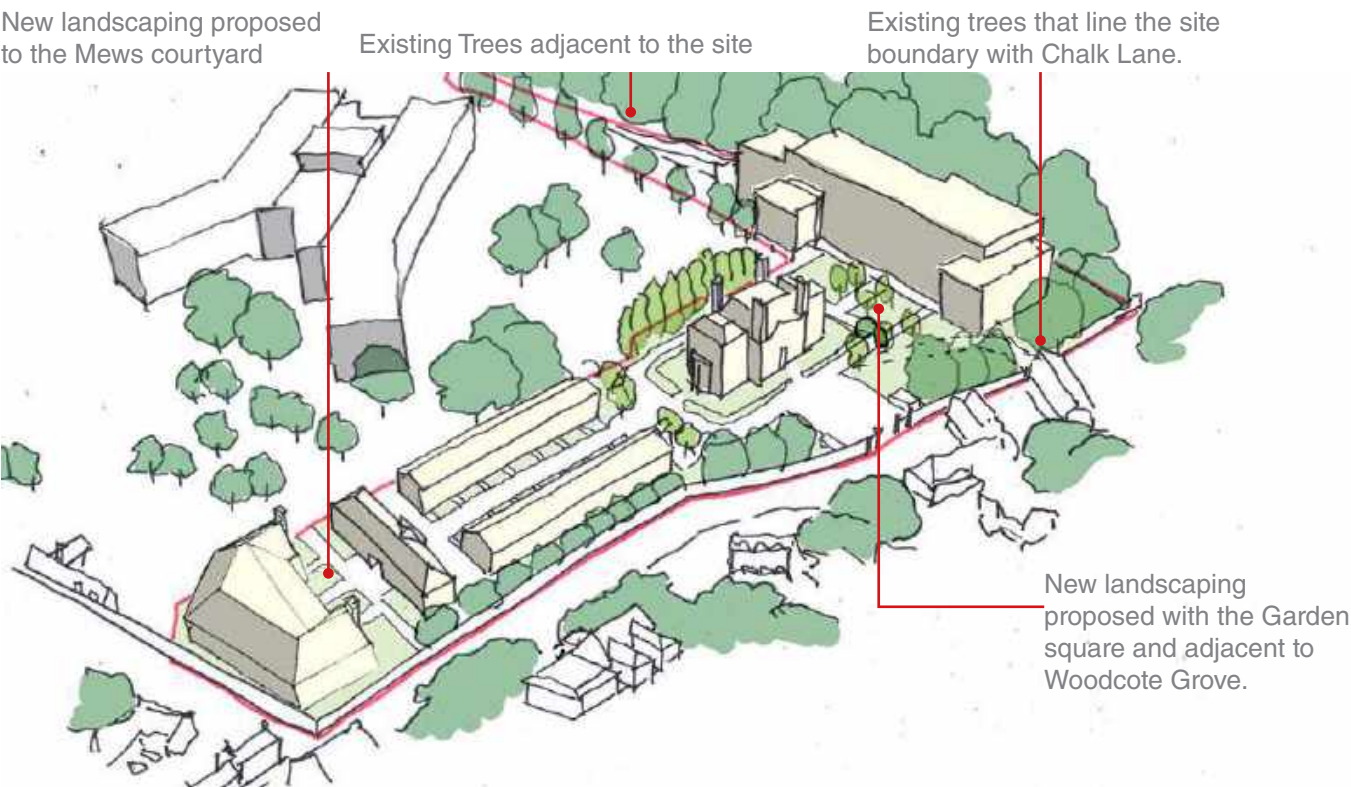 New landscaping proposed
to the Mews courtyard
Existing Trees adjacent to the site
Existing trees that line the site
boundary with Chalk Lane.
New landscaping
proposed with the Garden
square and adjacent to
Woodcote Grove.